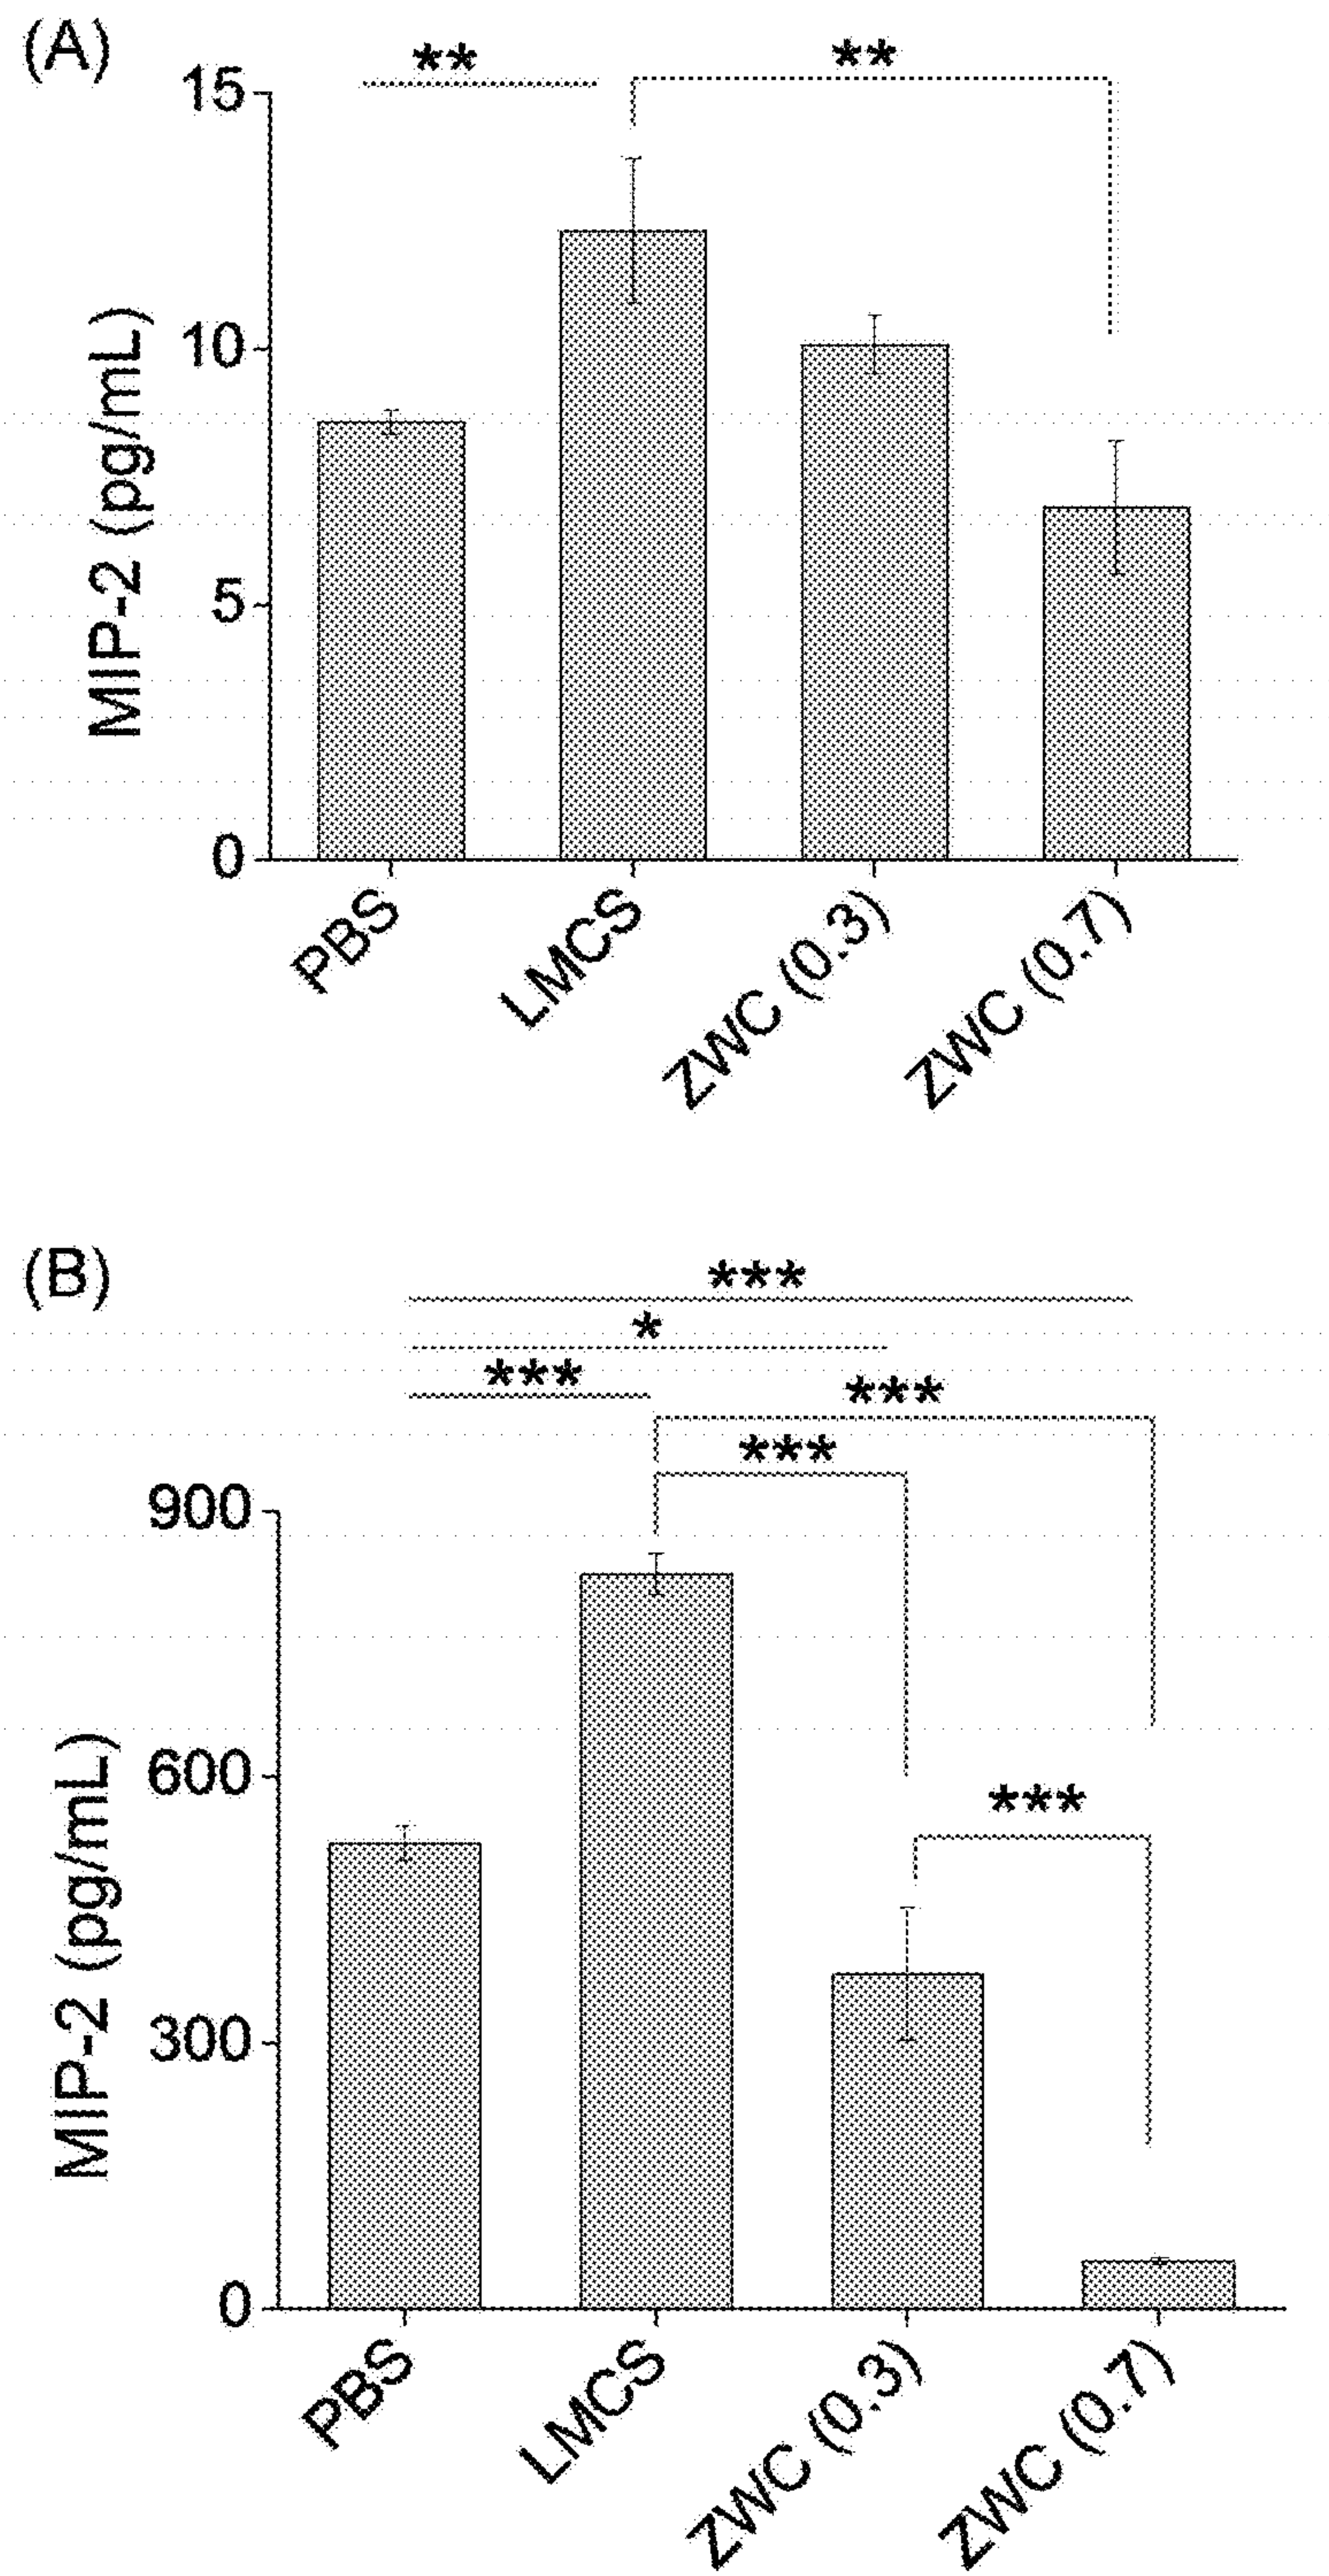 (A)
** **
15
10
5
0
MIP-2 (pg/mL)
PBS
LMCS
ZWC (0.3)
ZWC (0.7)
(B)
***
*
*** ***
***
900
600
***
300
0
MIP-2 (pg/mL)
PBS
LMCS
ZWC (0.3)
ZWC (0.7)